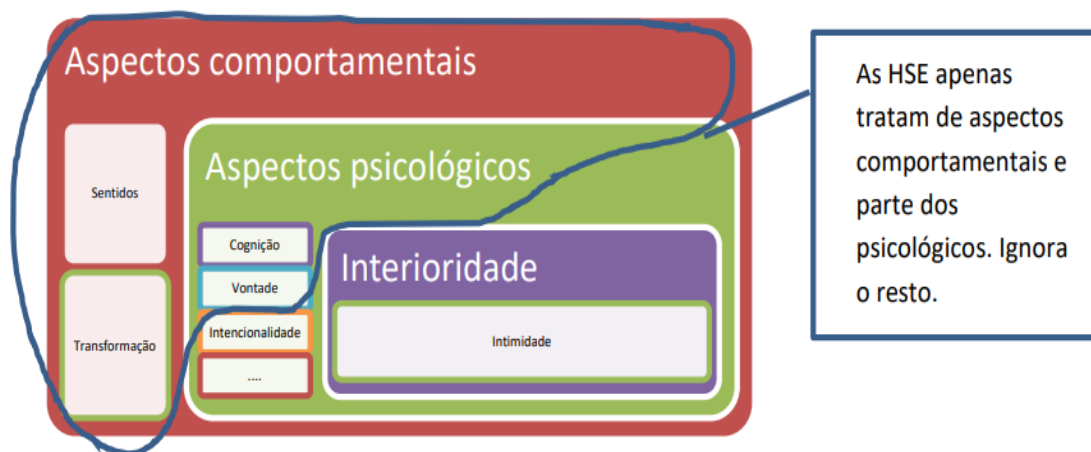 Aspectos comportamentais
Sentidos
Transformação
Aspectos psicológicos
Cognição
Vontade
Intencionalidade
....
Interioridade
Intimidade
As HSE apenas
tratam de aspectos
comportamentais e
parte dos
psicológicos. Ignora
o resto.